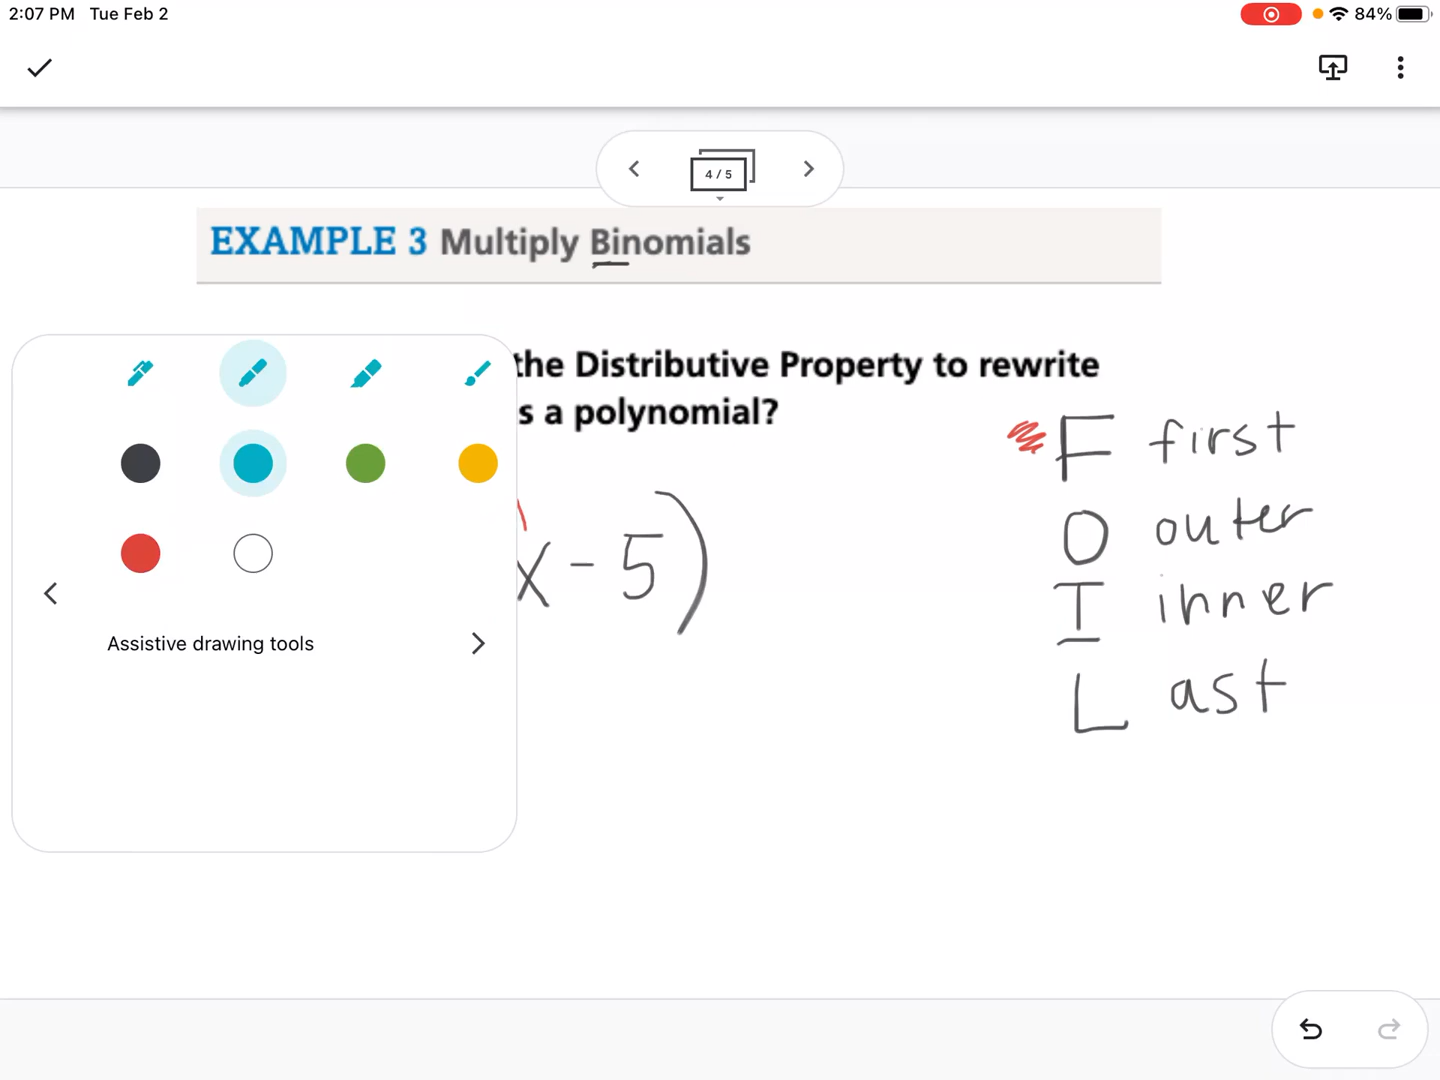 2:07 PM Tue Feb 2
84%
4 / 5
EXAMPLE 3 Multiply Binomials
the Distributive Property to rewrite
s a polynomial?
F first
O outer
I inner
L ast
x - 5)
Assistive drawing tools